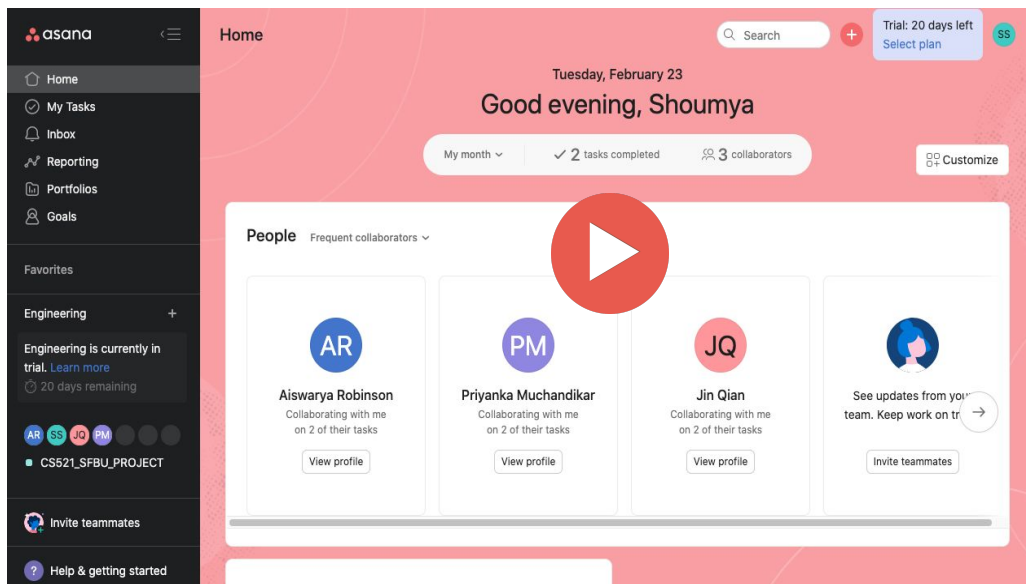 asana
Home
My Tasks
Inbox
Reporting
Portfolios
Goals
Favorites
Engineering +
Engineering is currently in
trial. Learn more
20 days remaining
AR SS JQ PM
CS521_SFBU_PROJECT
Invite teammates
? Help & getting started
Home
Search
+
Trial: 20 days left
Select plan
SS
Tuesday, February 23
Good evening, Shoumya
My month
2 tasks completed
3 collaborators
Customize
People Frequent collaborators
AR
Aiswarya Robinson
Collaborating with me
on 2 of their tasks
View profile
PM
Priyanka Muchandikar
Collaborating with me
on 2 of their tasks
View profile
JQ
Jin Qian
Collaborating with me
on 2 of their tasks
View profile
See updates from
team. Keep work on
Invite teammates